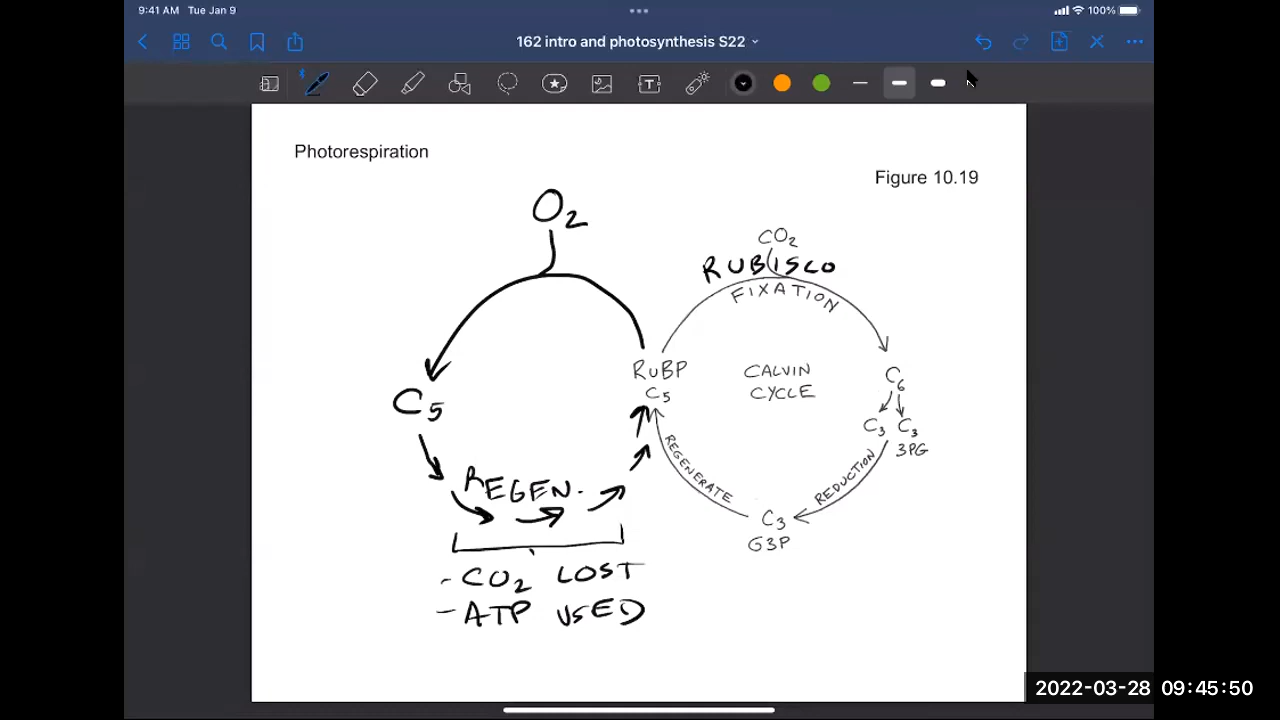 9:41 AM Tue Jan 9
100%
162 intro and photosynthesis S22
T
Photorespiration
Figure 10.19
O2
CO2
RUBISCO
FIXATION
RuBP
C5
CALVIN
CYCLE
C6
C5
C3 C3
3PG
REGENERATE
REDUCTION
REGEN.
C3
G3P
- CO2 LOST
- ATP USED
2022-03-28 09:45:50